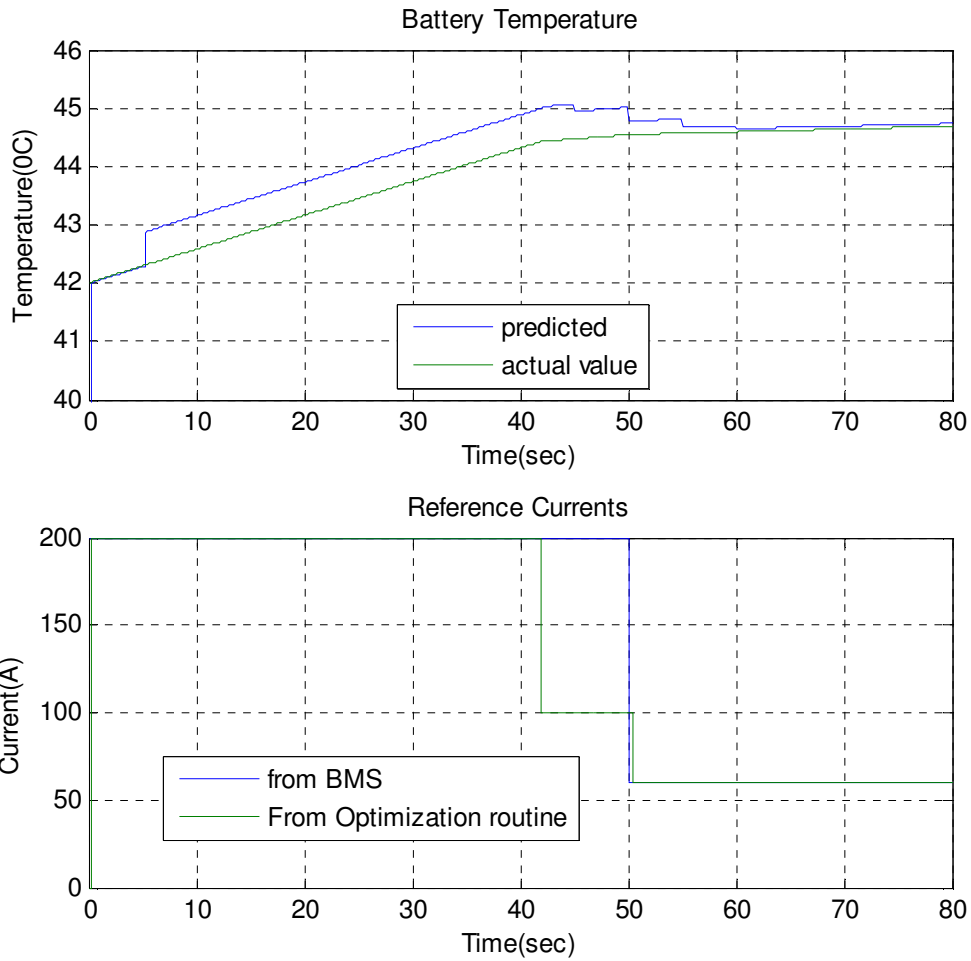 Battery Temperature
46
45
44
43
42
41
40
Temperature(0C)
predicted
actual value
0 10 20 30 40 50 60 70 80
Time(sec)
Reference Currents
200
150
100
50
0
Current(A)
from BMS
From Optimization routine
0 10 20 30 40 50 60 70 80
Time(sec)